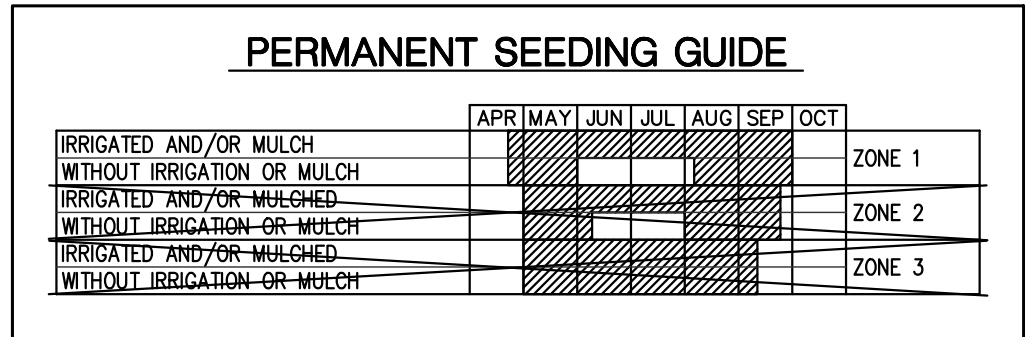 PERMANENT SEEDING GUIDE
APR MAY JUN JUL AUG SEP OCT
IRRIGATED AND/OR MULCH
WITHOUT IRRIGATION OR MULCH
ZONE 1
IRRIGATED AND/OR MULCHED
WITHOUT IRRIGATION OR MULCH
ZONE 2
IRRIGATED AND/OR MULCHED
WITHOUT IRRIGATION OR MULCH
ZONE 3